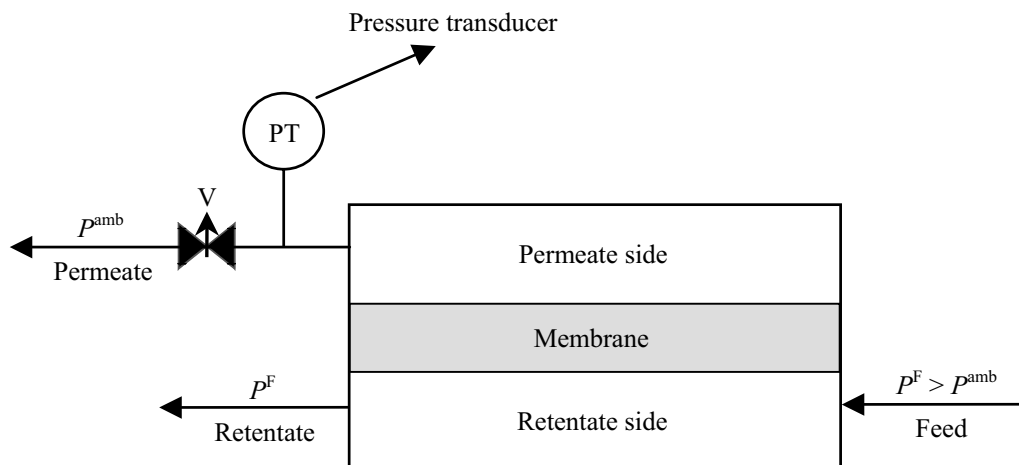 Pressure transducer
PT
V
P^amb
Permeate
Permeate side
Membrane
P^F
Retentate
Retentate side
P^F > P^amb
Feed